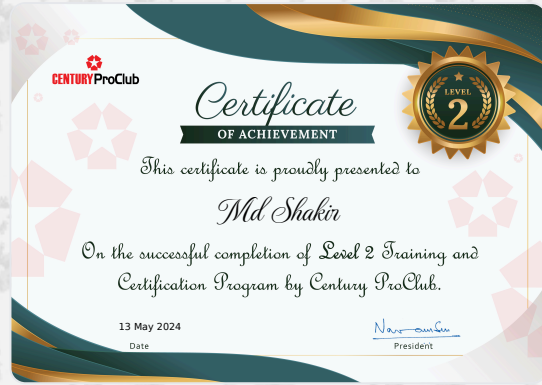 CENTURY ProClub
Certificate
OF ACHIEVEMENT
LEVEL
2
This certificate is proudly presented to
Md Shakir
On the successful completion of Level 2 Training and
Certification Program by Century ProClub.
13 May 2024
Date
President